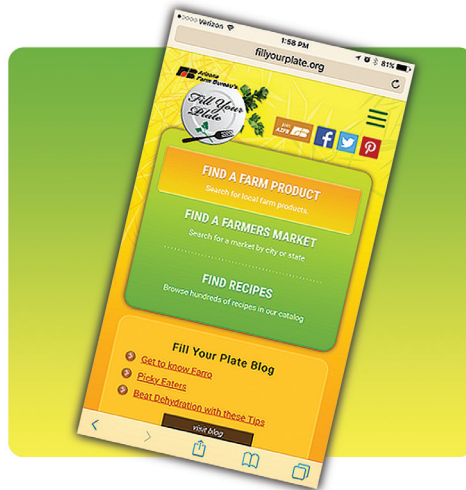 Verizon
1:58 PM
81%
fillyourplate.org
Arizona
Farm Bureau's
Fill Your
Plate
join
AZFB
FIND A FARM PRODUCT
Search for local farm products.
FIND A FARMERS MARKET
Search for a market by city or state
FIND RECIPES
Browse hundreds of recipes in our catalog
Fill Your Plate Blog
Get to know Farro
Picky Eaters
Beat Dehydration with these Tips
visit blog